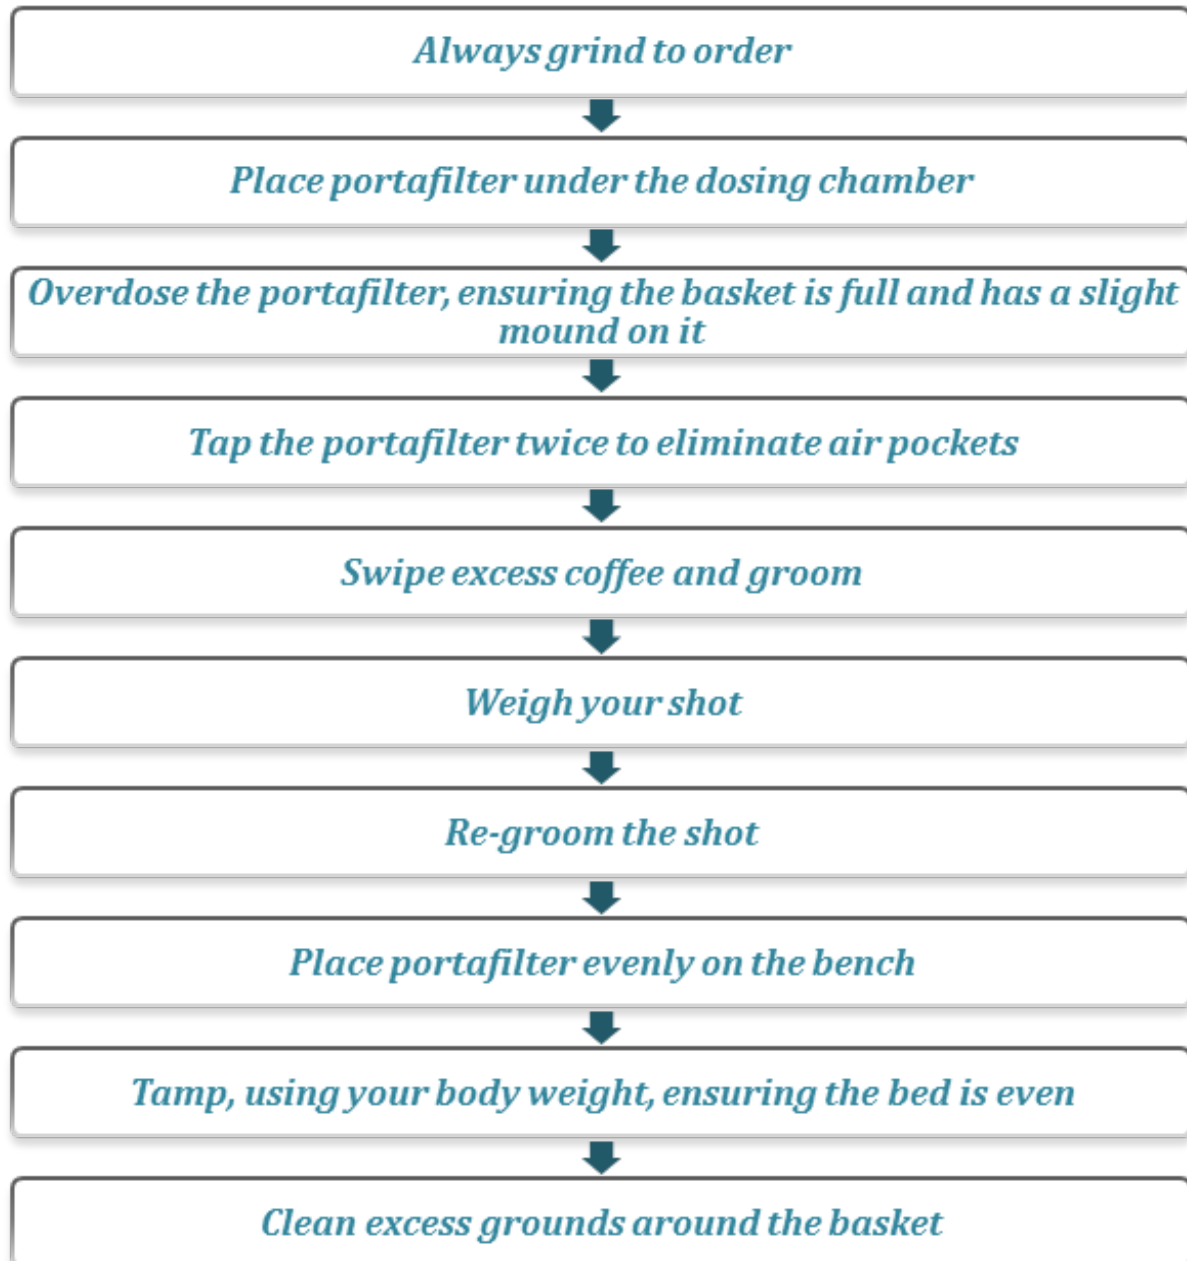 Always grind to order
Place portafilter under the dosing chamber
Overdose the portafilter, ensuring the basket is full and has a slight
mound on it
Tap the portafilter twice to eliminate air pockets
Swipe excess coffee and groom
Weigh your shot
Re-groom the shot
Place portafilter evenly on the bench
Tamp, using your body weight, ensuring the bed is even
Clean excess grounds around the basket